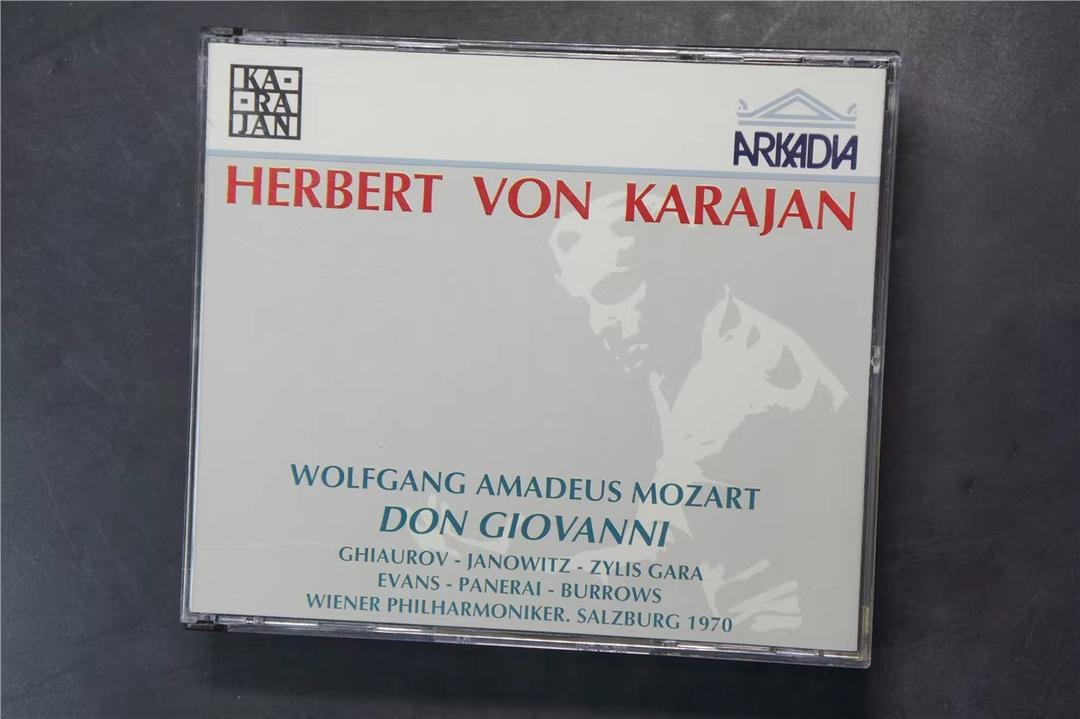 KA-
-RA
JAN
ARKADIA
HERBERT VON KARAJAN
WOLFGANG AMADEUS MOZART
DON GIOVANNI
GHIAUROV - JANOWITZ - ZYLIS GARA
EVANS - PANERAI - BURROWS
WIENER PHILHARMONIKER. SALZBURG 1970